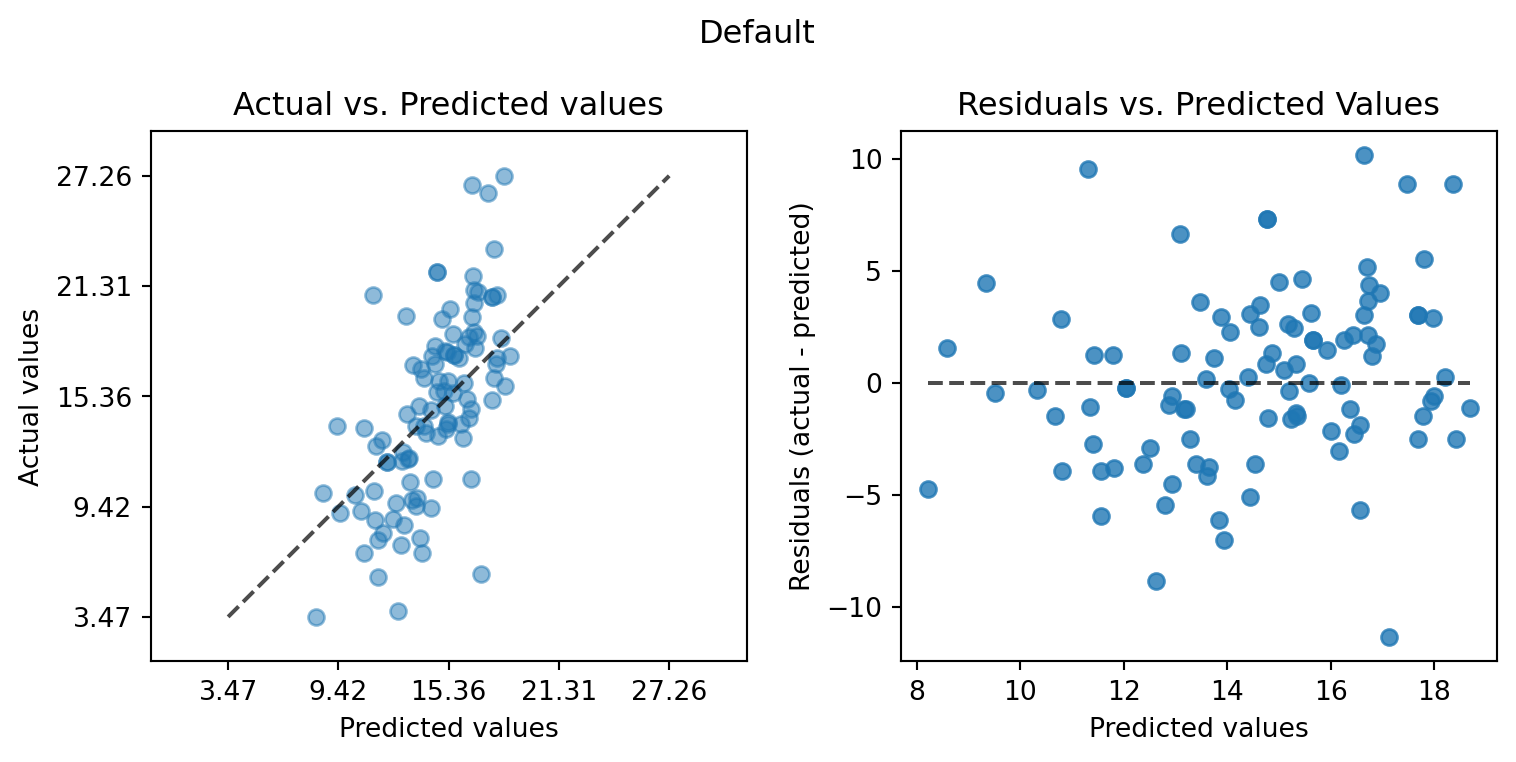 Default
Actual vs. Predicted values
27.26
21.31
15.36
9.42
3.47
Actual values
3.47 9.42 15.36 21.31 27.26
Predicted values
Residuals vs. Predicted Values
10
5
0
−5
−10
Residuals (actual - predicted)
8 10 12 14 16 18
Predicted values